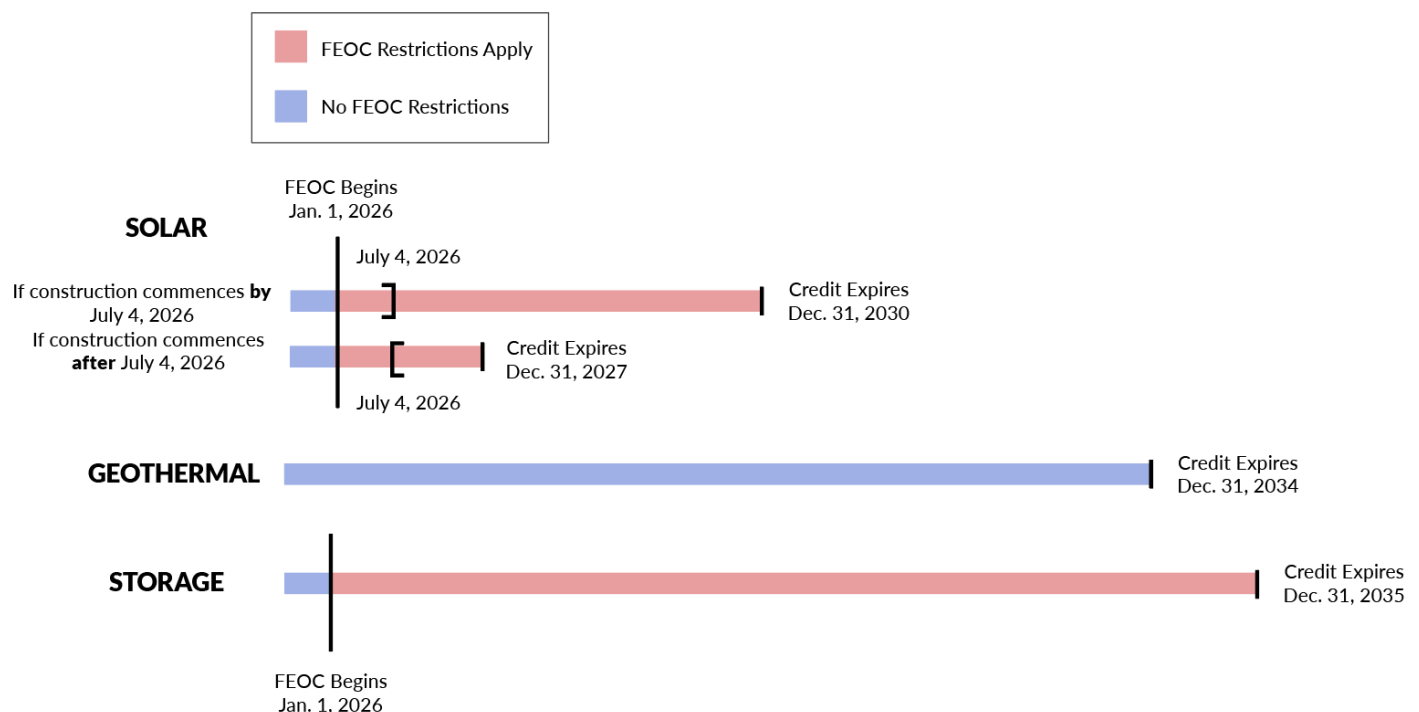 FEOC Restrictions Apply
No FEOC Restrictions
FEOC Begins
Jan. 1, 2026
SOLAR
July 4, 2026
If construction commences by
July 4, 2026
Credit Expires
Dec. 31, 2030
If construction commences
after July 4, 2026
Credit Expires
Dec. 31, 2027
July 4, 2026
GEOTHERMAL
Credit Expires
Dec. 31, 2034
STORAGE
Credit Expires
Dec. 31, 2035
FEOC Begins
Jan. 1, 2026